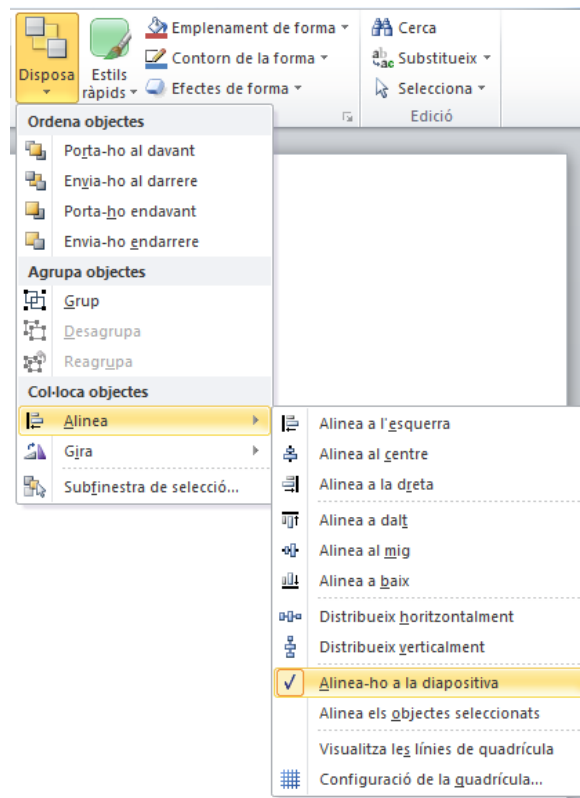 Emplenament de forma
Contorn de la forma
Efectes de forma
Disposa
Estils
ràpids
Cerca
Substitueix
Selecciona
Edició
Ordena objectes
Porta-ho al davant
Envia-ho al darrere
Porta-ho endavant
Envia-ho endarrere
Agrupa objectes
Grup
Desagrupa
Reagrupa
Col·loca objectes
Alinea
Gira
Subfinestra de selecció...
Alinea a l'esquerra
Alinea al centre
Alinea a la dreta
Alinea a dalt
Alinea al mig
Alinea a baix
Distribueix horitzontalment
Distribueix verticalment
Alinea-ho a la diapositiva
Alinea els objectes seleccionats
Visualitza les línies de quadrícula
Configuració de la quadrícula...